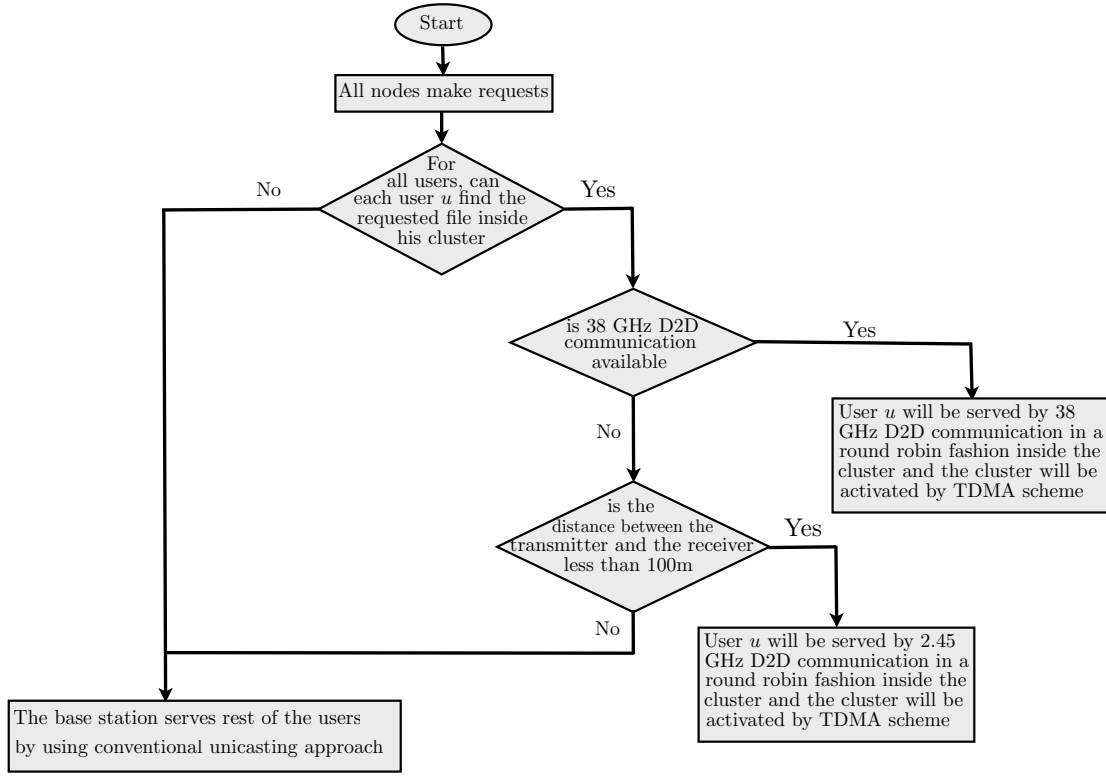 Start
All nodes make requests
For
all users, can
each user u find the
requested file inside
his cluster
No
Yes
is 38 GHz D2D
communication
available
Yes
User u will be served by 38
GHz D2D communication in a
round robin fashion inside the
cluster and the cluster will be
activated by TDMA scheme
No
is the
distance between the
transmitter and the receiver
less than 100m
Yes
No
User u will be served by 2.45
GHz D2D communication in a
round robin fashion inside the
cluster and the cluster will be
activated by TDMA scheme
The base station serves rest of the users
by using conventional unicasting approach